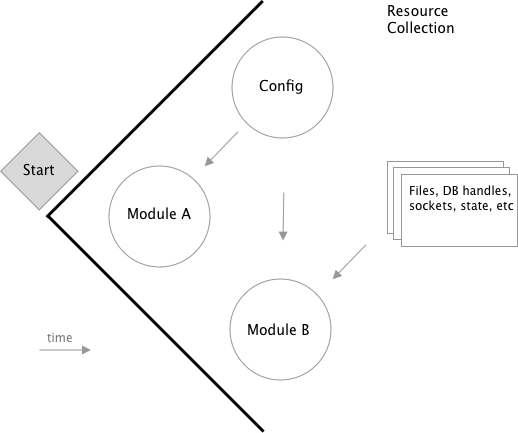 Resource
Collection
Config
Start
Files, DB handles,
sockets, state, etc
Module A
Module B
time